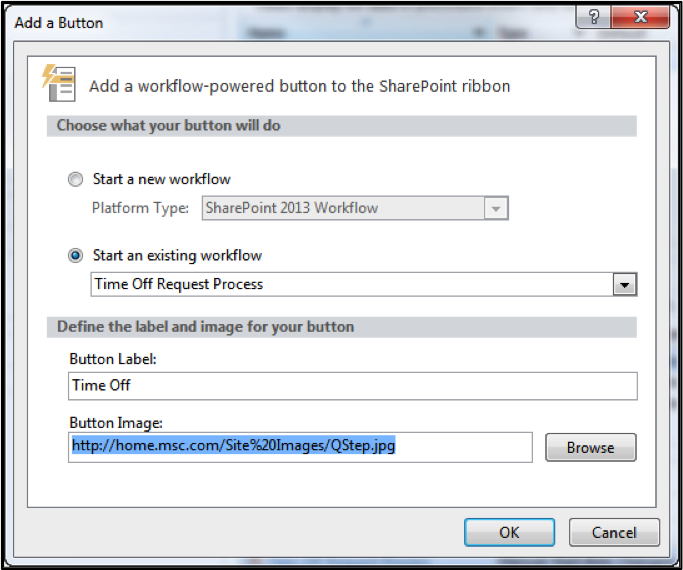 Add a Button
?
Add a workflow-powered button to the SharePoint ribbon
Choose what your button will do
Start a new workflow
Platform Type: SharePoint 2013 Workflow
Start an existing workflow
Time Off Request Process
Define the label and image for your button
Button Label:
Time Off
Button Image:
http://home.msc.com/Site%20Images/QStep.jpg
Browse
OK Cancel